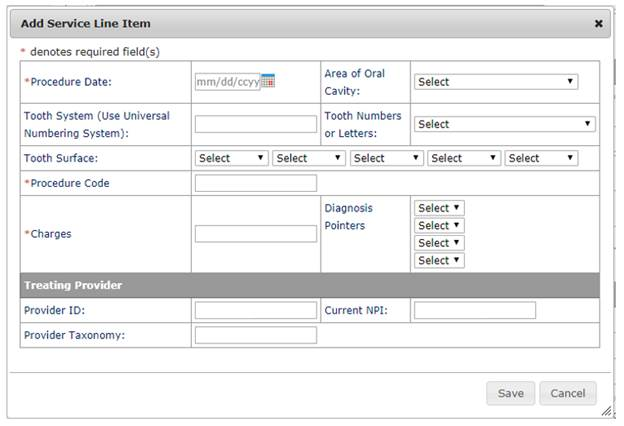 Add Service Line Item
* denotes required field(s)
*Procedure Date: mm/dd/ccyy Area of Oral Cavity: Select
Tooth System (Use Universal Numbering System): Tooth Numbers or Letters: Select
Tooth Surface: Select Select Select Select Select
*Procedure Code
*Charges Diagnosis Pointers Select
Select
Select
Select
Treating Provider
Provider ID: Current NPI:
Provider Taxonomy:
Save Cancel